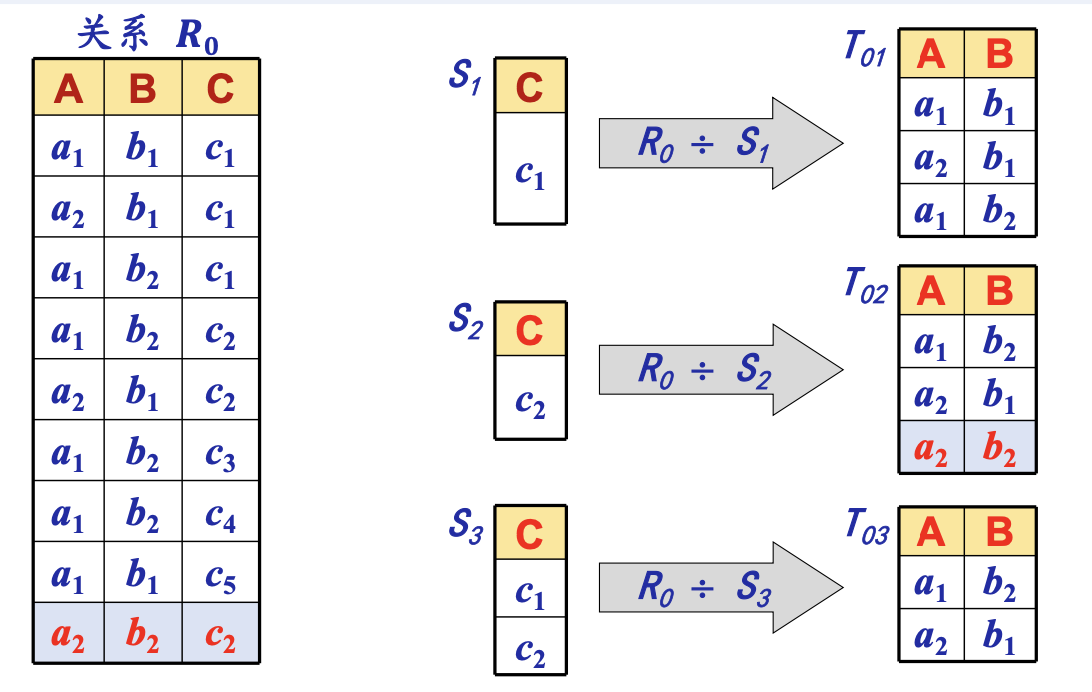 关系 R₀
A B C
a₁ b₁ c₁
a₂ b₁ c₁
a₁ b₂ c₁
a₁ b₂ c₂
a₂ b₁ c₂
a₁ b₂ c₃
a₁ b₂ c₄
a₁ b₁ c₅
a₂ b₂ c₂
S₁
C
c₁
R₀ ÷ S₁
T₀₁
A B
a₁ b₁
a₂ b₁
a₁ b₂
S₂
C
c₂
R₀ ÷ S₂
T₀₂
A B
a₁ b₂
a₂ b₁
a₂ b₂
S₃
C
c₁
c₂
R₀ ÷ S₃
T₀₃
A B
a₁ b₂
a₂ b₁